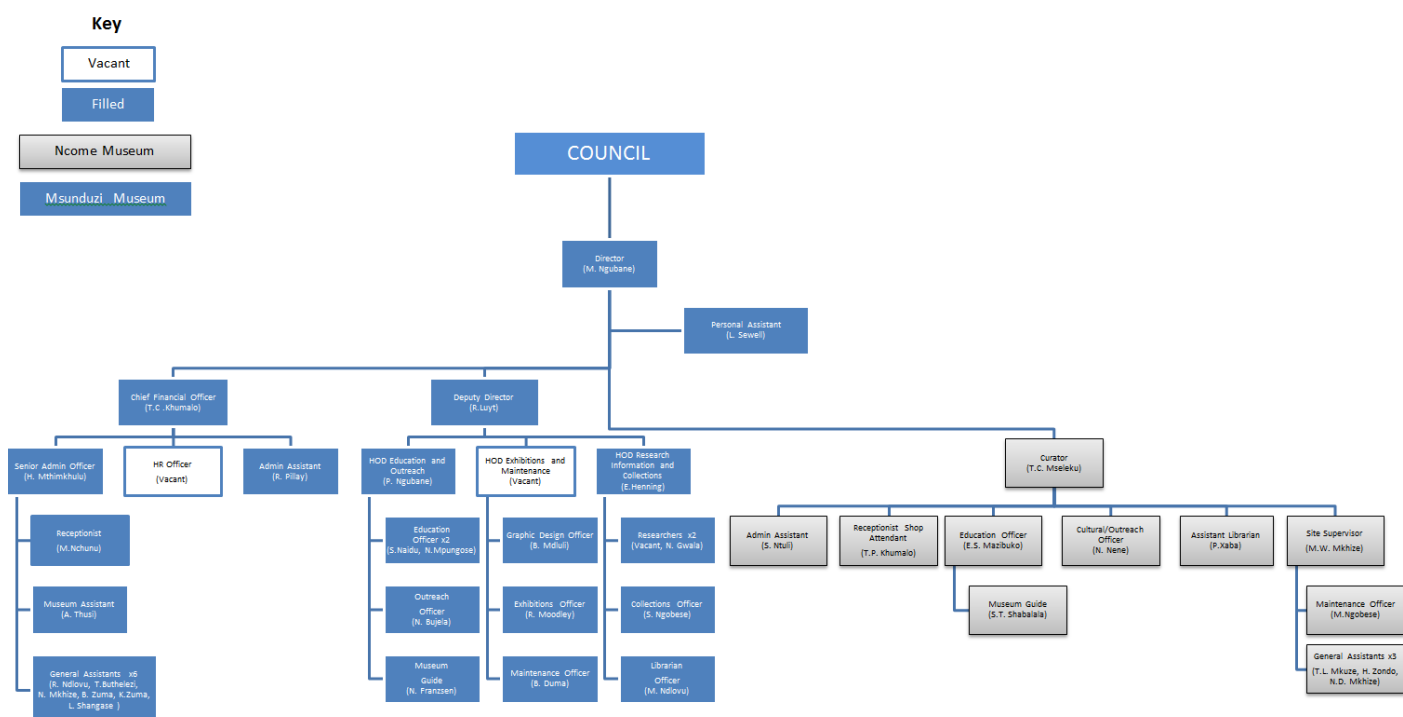 Key
Vacant
Filled
Ncome Museum
Msunduzi Museum
COUNCIL
Director
(M. Ngubane)
Personal Assistant
(L. Sewell)
Chief Financial Officer
(T.C .Khumalo)
Deputy Director
(R.Luyt)
Curator
(T.C. Mseleku)
Senior Admin Officer
(H. Mthimkhulu)
HR Officer
(Vacant)
Admin Assistant
(R. Pillay)
HOD Education and
Outreach
(P. Ngubane)
HOD Exhibitions and
Maintenance
(Vacant)
HOD Research
Information and
Collections
(E.Henning)
Receptionist
(M.Nchunu)
Museum Assistant
(A. Thusi)
General Assistants x6
(R. Ndlovu, T.Buthelezi,
N. Mkhize, B. Zuma, K.Zuma,
L. Shangase )
Education
Officer x2
(S.Naidu, N.Mpungose)
Outreach
Officer
(N. Bujela)
Museum
Guide
(N. Franzsen)
Graphic Design Officer
(B. Mdluli)
Exhibitions Officer
(R. Moodley)
Maintenance Officer
(B. Duma)
Researchers x2
(Vacant, N. Gwala)
Collections Officer
(S. Ngobese)
Librarian
Officer
(M. Ndlovu)
Admin Assistant
(S. Ntuli)
Receptionist Shop
Attendant
(T.P. Khumalo)
Education Officer
(E.S. Mazibuko)
Cultural/Outreach
Officer
(N. Nene)
Assistant Librarian
(P.Xaba)
Site Supervisor
(M.W. Mkhize)
Museum Guide
(S.T. Shabalala)
Maintenance Officer
(M.Ngobese)
General Assistants x3
(T.L. Mkuze, H. Zondo,
N.D. Mkhize)